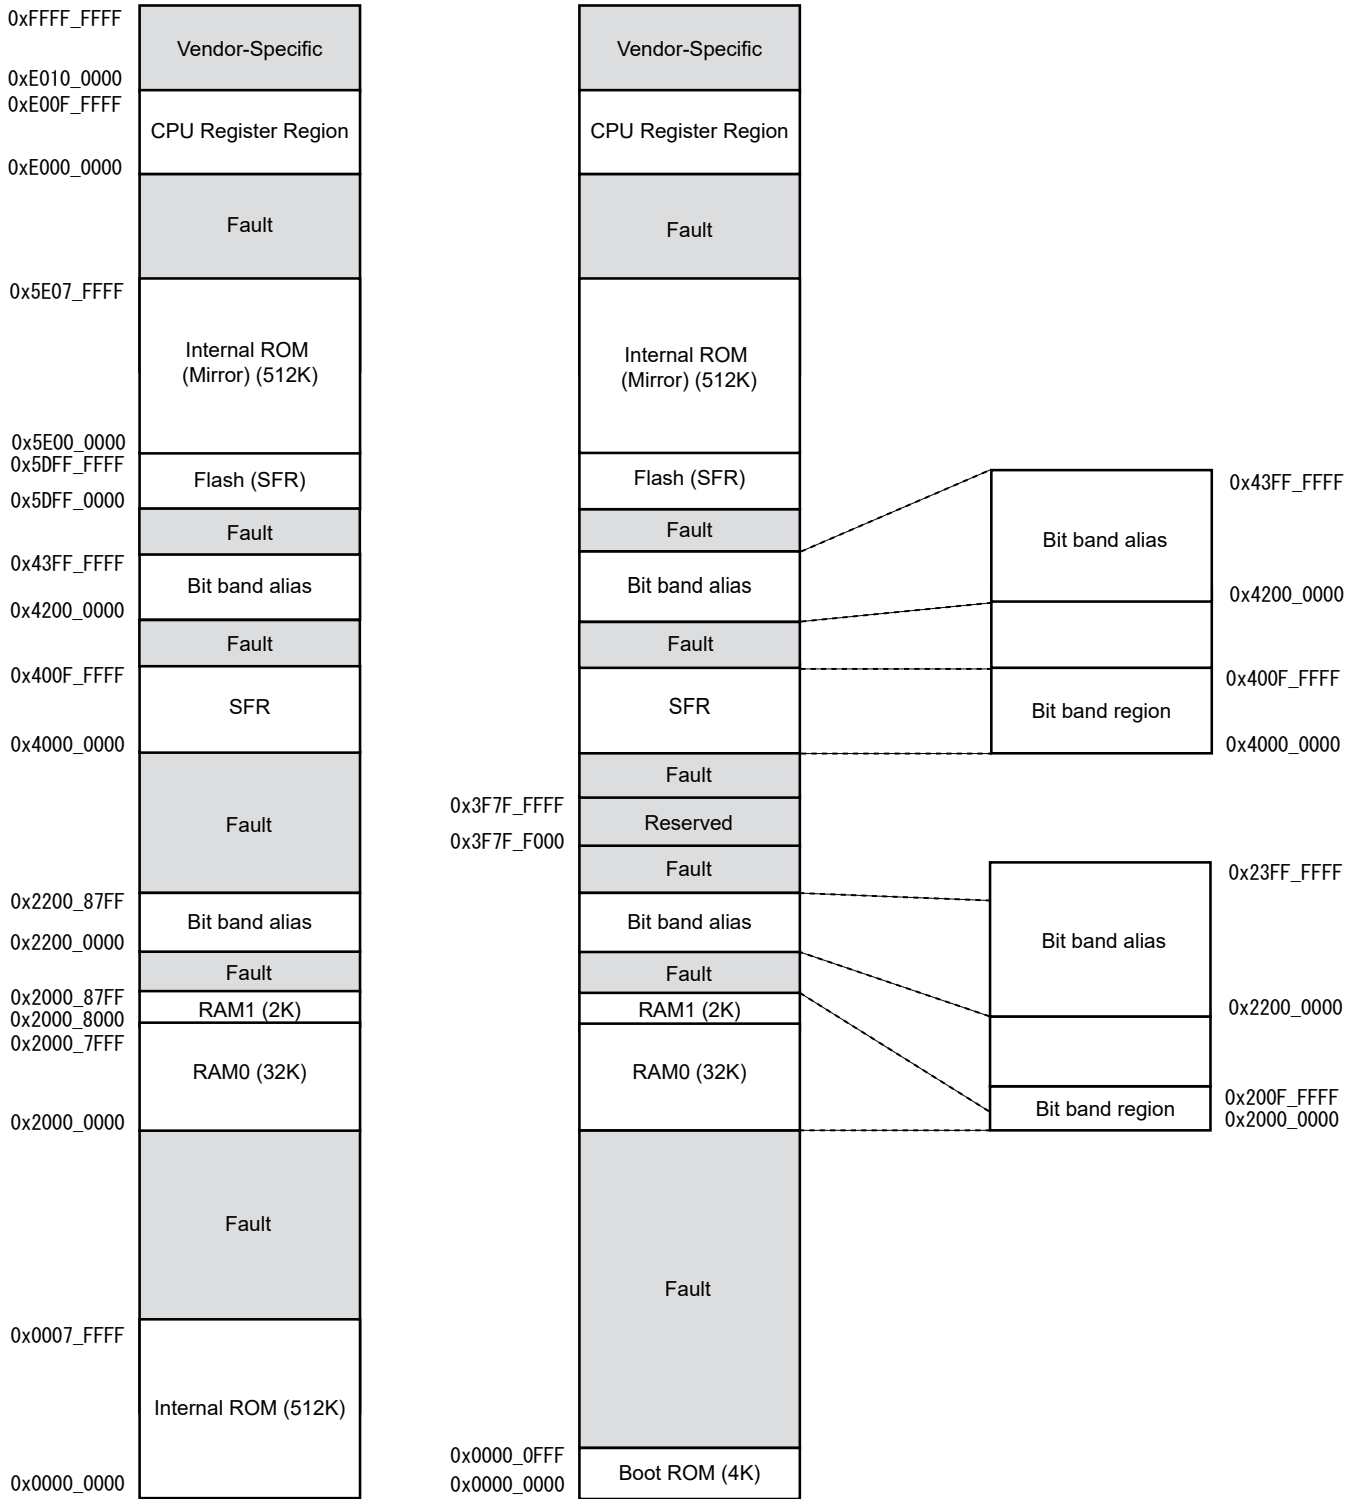 0xFFFF_FFFF
Vendor-Specific
0xE010_0000
0xE00F_FFFF
CPU Register Region
0xE000_0000
Fault
0x5E07_FFFF
Internal ROM
(Mirror) (512K)
0x5E00_0000
0x5DFF_FFFF
Flash (SFR)
0x5DFF_0000
Fault
0x43FF_FFFF
Bit band alias
0x4200_0000
Fault
0x400F_FFFF
SFR
0x4000_0000
Fault
0x2200_87FF
Bit band alias
0x2200_0000
Fault
0x2000_87FF
RAM1 (2K)
0x2000_8000
0x2000_7FFF
RAM0 (32K)
0x2000_0000
Fault
0x0007_FFFF
Internal ROM (512K)
0x0000_0000
Vendor-Specific
CPU Register Region
Fault
Internal ROM
(Mirror) (512K)
Flash (SFR)
Fault
Bit band alias
Fault
SFR
Fault
0x3F7F_FFFF
Reserved
0x3F7F_F000
Fault
Bit band alias
Fault
RAM1 (2K)
RAM0 (32K)
Fault
0x0000_0FFF
Boot ROM (4K)
0x0000_0000
0x43FF_FFFF
Bit band alias
0x4200_0000
0x400F_FFFF
Bit band region
0x4000_0000
0x23FF_FFFF
Bit band alias
0x2200_0000
0x200F_FFFF
Bit band region
0x2000_0000